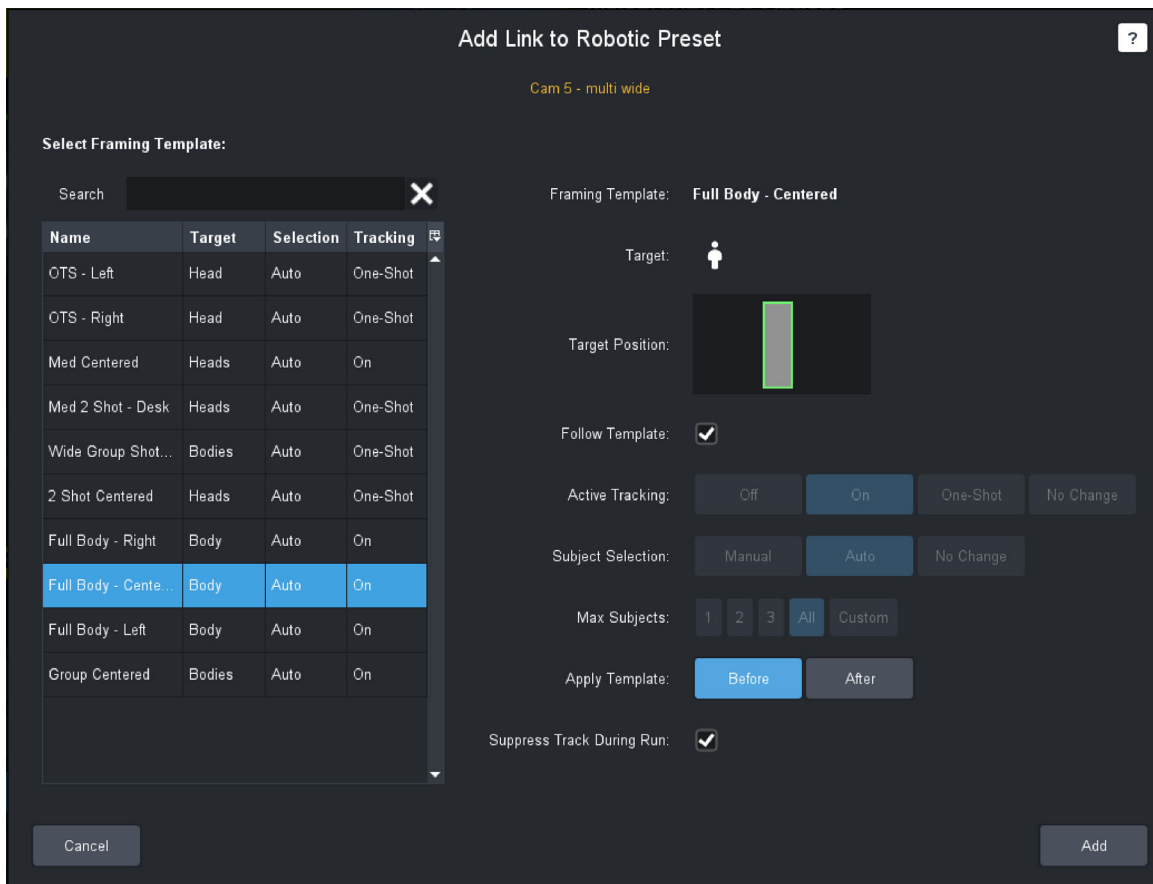 Add Link to Robotic Preset
?
Cam 5 - multi wide
Select Framing Template:
Search
Name Target Selection Tracking
OTS - Left Head Auto One-Shot
OTS - Right Head Auto One-Shot
Med Centered Heads Auto On
Med 2 Shot - Desk Heads Auto One-Shot
Wide Group Shot... Bodies Auto One-Shot
2 Shot Centered Heads Auto One-Shot
Full Body - Right Body Auto On
Full Body - Cente... Body Auto On
Full Body - Left Body Auto On
Group Centered Bodies Auto On
Framing Template: Full Body - Centered
Target:
Target Position:
Follow Template:
Active Tracking: Off On One-Shot No Change
Subject Selection: Manual Auto No Change
Max Subjects: 1 2 3 All Custom
Apply Template: Before After
Suppress Track During Run:
Cancel
Add